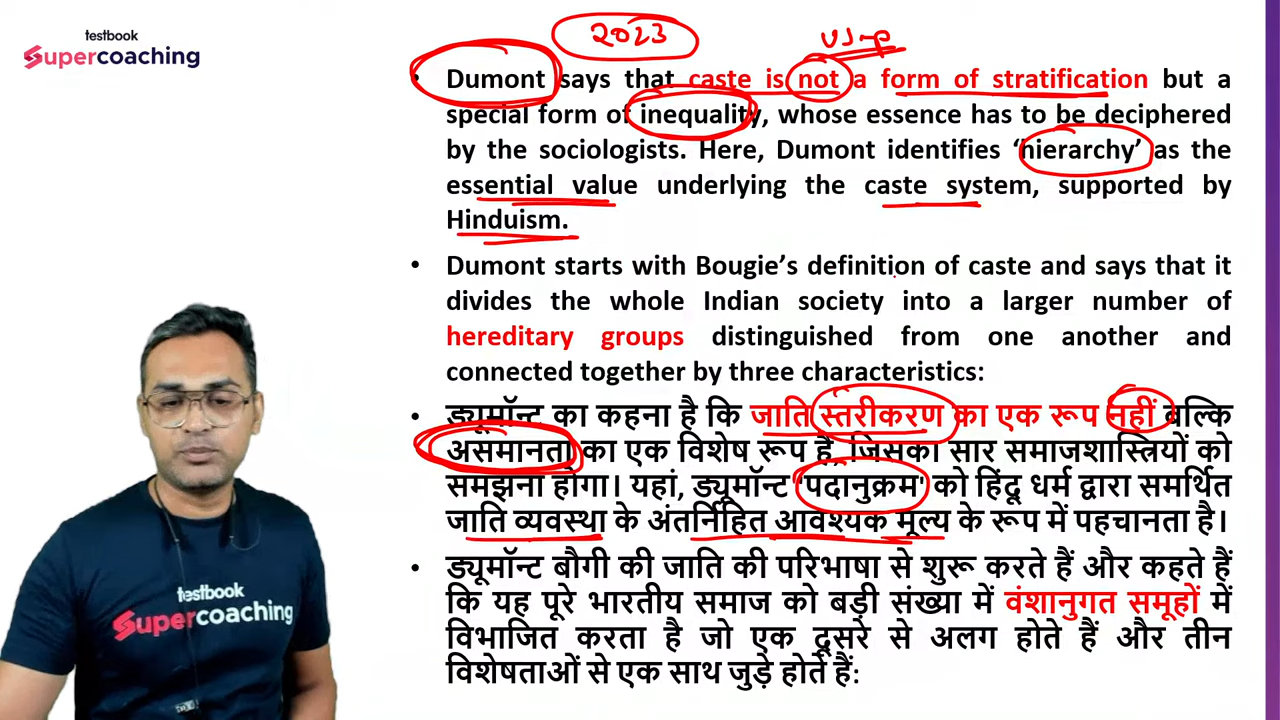 testbook
Supercoaching
2023
• Dumont says that caste is not a form of stratification but a
special form of inequality, whose essence has to be deciphered
by the sociologists. Here, Dumont identifies ‘hierarchy’ as the
essential value underlying the caste system, supported by
Hinduism.
• Dumont starts with Bougie’s definition of caste and says that it
divides the whole Indian society into a larger number of
hereditary groups distinguished from one another and
connected together by three characteristics:
• ड्यूमॉन्ट का कहना है कि जाति स्तरीकरण का एक रूप नहीं बल्कि
असमानता का एक विशेष रूप है, जिसका सार समाजशास्त्रियों को
समझना होगा। यहां, ड्यूमॉन्ट 'पदानुक्रम' को हिंदू धर्म द्वारा समर्थित
जाति व्यवस्था के अंतर्निहित आवश्यक मूल्य के रूप में पहचानता है।
• ड्यूमॉन्ट बौगी की जाति की परिभाषा से शुरू करते हैं और कहते हैं
कि यह पूरे भारतीय समाज को बड़ी संख्या में वंशानुगत समूहों में
विभाजित करता है जो एक दूसरे से अलग होते हैं और तीन
विशेषताओं से एक साथ जुड़े होते हैं:
testbook
Supercoaching